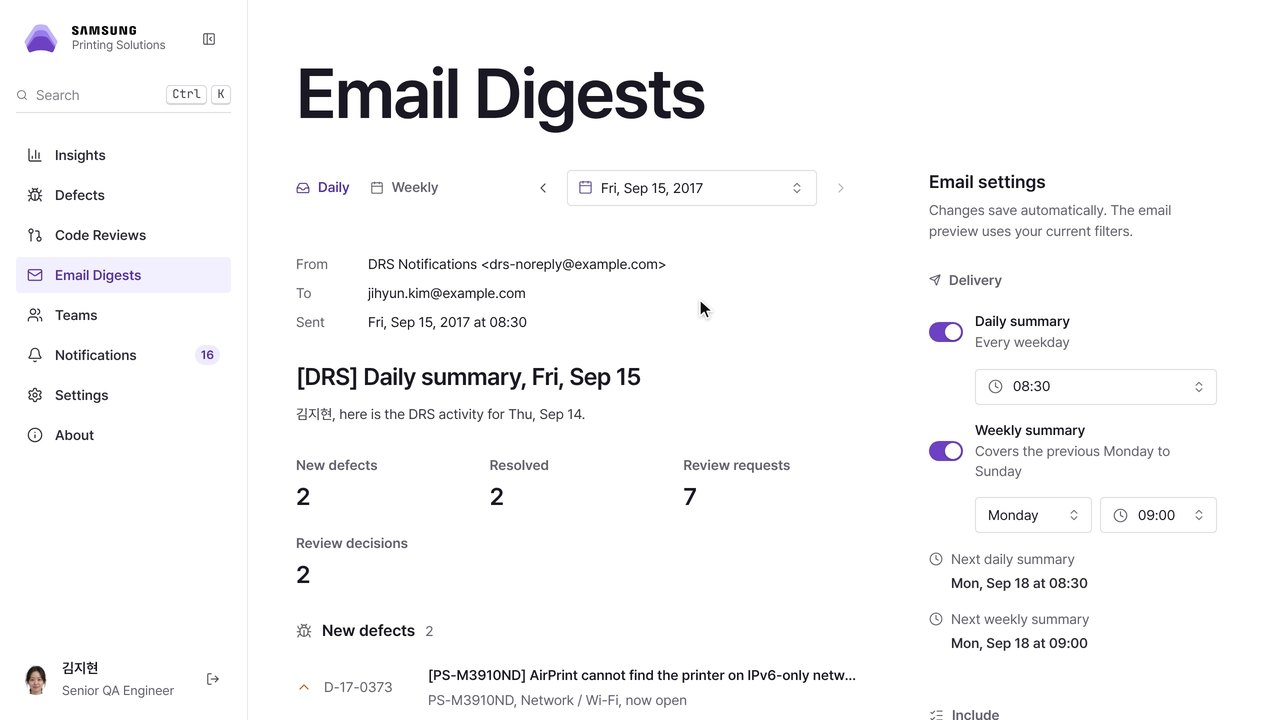 SAMSUNG
Printing Solutions
Search
Ctrl K
Insights
Defects
Code Reviews
Email Digests
Teams
Notifications 16
Settings
About
김지현
Senior QA Engineer
Email Digests
Daily Weekly
Fri, Sep 15, 2017
From DRS Notifications <drs-noreply@example.com>
To jihyun.kim@example.com
Sent Fri, Sep 15, 2017 at 08:30
[DRS] Daily summary, Fri, Sep 15
김지현, here is the DRS activity for Thu, Sep 14.
New defects Resolved Review requests
2 2 7
Review decisions
2
New defects 2
D-17-0373
[PS-M3910ND] AirPrint cannot find the printer on IPv6-only netw...
PS-M3910ND, Network / Wi-Fi, now open
Email settings
Changes save automatically. The email
preview uses your current filters.
Delivery
Daily summary
Every weekday
08:30
Weekly summary
Covers the previous Monday to
Sunday
Monday 09:00
Next daily summary
Mon, Sep 18 at 08:30
Next weekly summary
Mon, Sep 18 at 09:00
Include